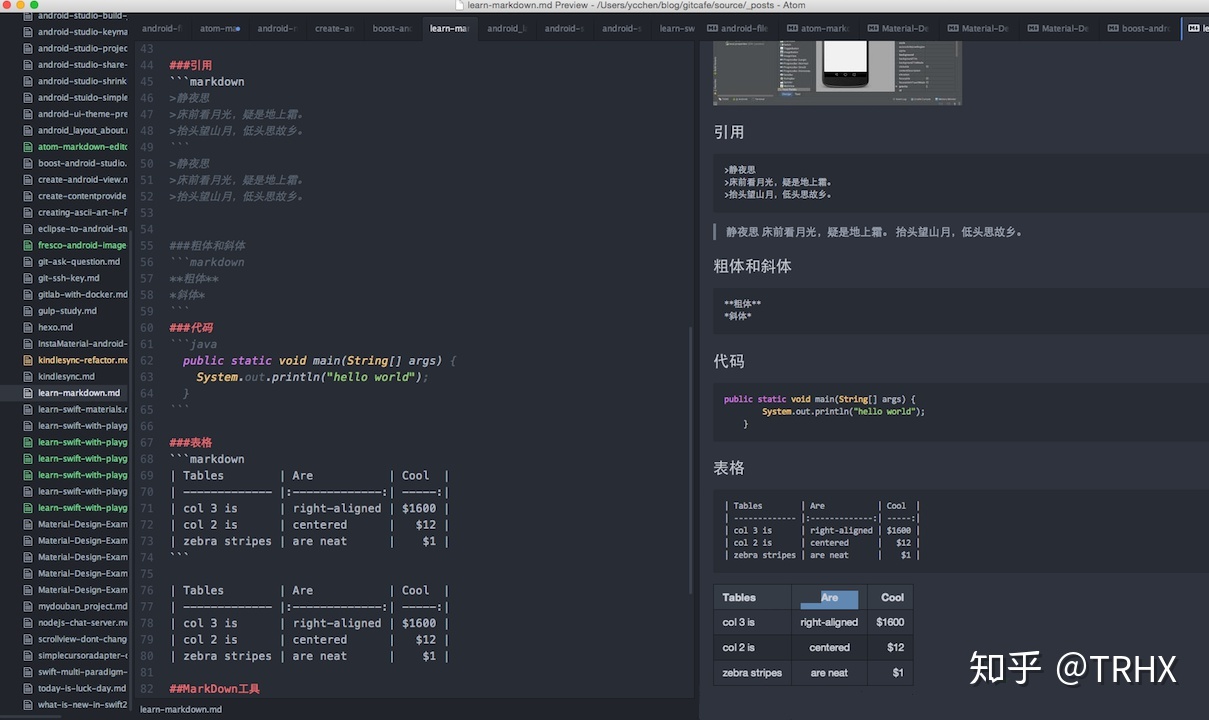 learn-markdown.md Preview - /Users/ycchen/blog/gitcafe/source/_posts - Atom
android-f
atom-ma
android-
create-an
boost-an
learn-ma
android_l
android-s
android-s
learn-sw
android-file
atom-mark
Material-De
Material-De
Material-De
boost-andr
le
android-studio-build-
android-studio-keyma
android-studio-projec
android-studio-share-
android-studio-shrink
android-stuido-simple
android-ui-theme-pre
android_layout_about.
atom-markdown-edito
boost-android-studio.
create-android-view.m
create-contentprovide
creating-ascii-art-in-f
eclipse-to-android-stu
fresco-android-image
git-ask-question.md
git-ssh-key.md
gitlab-with-docker.md
gulp-study.md
hexo.md
InstaMaterial-android-
kindlesync-refactor.md
kindlesync.md
learn-markdown.md
learn-swift-materials.m
learn-swift-with-playg
learn-swift-with-playg
learn-swift-with-playg
learn-swift-with-playg
learn-swift-with-playg
learn-swift-with-playg
Material-Design-Exam
Material-Design-Exam
Material-Design-Exam
Material-Design-Exam
Material-Design-Exam
mydouban_project.md
nodejs-chat-server.md
scrollview-dont-chang
simplecursoradapter-
swift-multi-paradigm-
today-is-luck-day.md
what-is-new-in-swift2
43
44 ###引用
45 ```markdown
46 >静夜思
47 >床前看月光，疑是地上霜。
48 >抬头望山月，低头思故乡。
49 ```
50 >静夜思
51 >床前看月光，疑是地上霜。
52 >抬头望山月，低头思故乡。
53
54
55 ###粗体和斜体
56 ```markdown
57 **粗体**
58 *斜体*
59 ```
60 ###代码
61 ```java
62 public static void main(String[] args) {
63 System.out.println("hello world");
64 }
65 ```
66
67 ###表格
68 ```markdown
69 | Tables | Are | Cool |
70 | ------------- |:-------------:| -----:|
71 | col 3 is | right-aligned | $1600 |
72 | col 2 is | centered | $12 |
73 | zebra stripes | are neat | $1 |
74 ```
75
76 | Tables | Are | Cool |
77 | ------------- |:-------------:| -----:|
78 | col 3 is | right-aligned | $1600 |
79 | col 2 is | centered | $12 |
80 | zebra stripes | are neat | $1 |
81
82 ##MarkDown工具
learn-markdown.md
引用
>静夜思
>床前看月光，疑是地上霜。
>抬头望山月，低头思故乡。
静夜思 床前看月光，疑是地上霜。 抬头望山月，低头思故乡。
粗体和斜体
**粗体**
*斜体*
代码
public static void main(String[] args) {
System.out.println("hello world");
}
表格
| Tables | Are | Cool |
| ------------- |:-------------:| -----:|
| col 3 is | right-aligned | $1600 |
| col 2 is | centered | $12 |
| zebra stripes | are neat | $1 |
Tables Are Cool
col 3 is right-aligned $1600
col 2 is centered $12
zebra stripes are neat $1
知乎 @TRHX